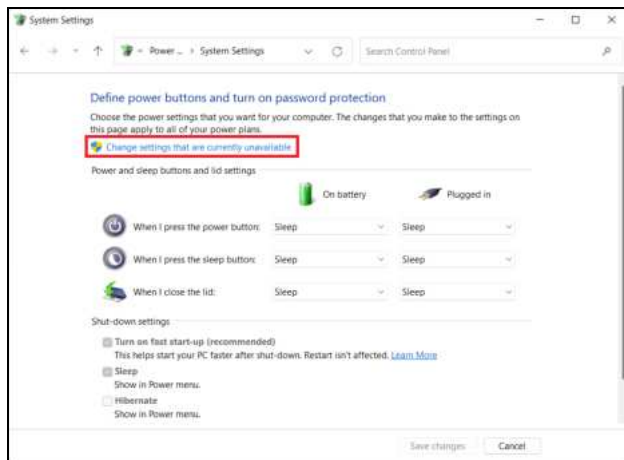 System Settings
Power ... > System Settings
Search Control Panel
Define power buttons and turn on password protection
Choose the power settings that you want for your computer. The changes that you make to the settings on
this page apply to all of your power plans.
Change settings that are currently unavailable
Power and sleep buttons and lid settings
On battery Plugged in
When I press the power button: Sleep Sleep
When I press the sleep button: Sleep Sleep
When I close the lid: Sleep Sleep
Shut-down settings
Turn on fast start-up (recommended)
This helps start your PC faster after shut-down. Restart isn't affected. Learn More
Sleep
Show in Power menu.
Hibernate
Show in Power menu.
Save changes Cancel